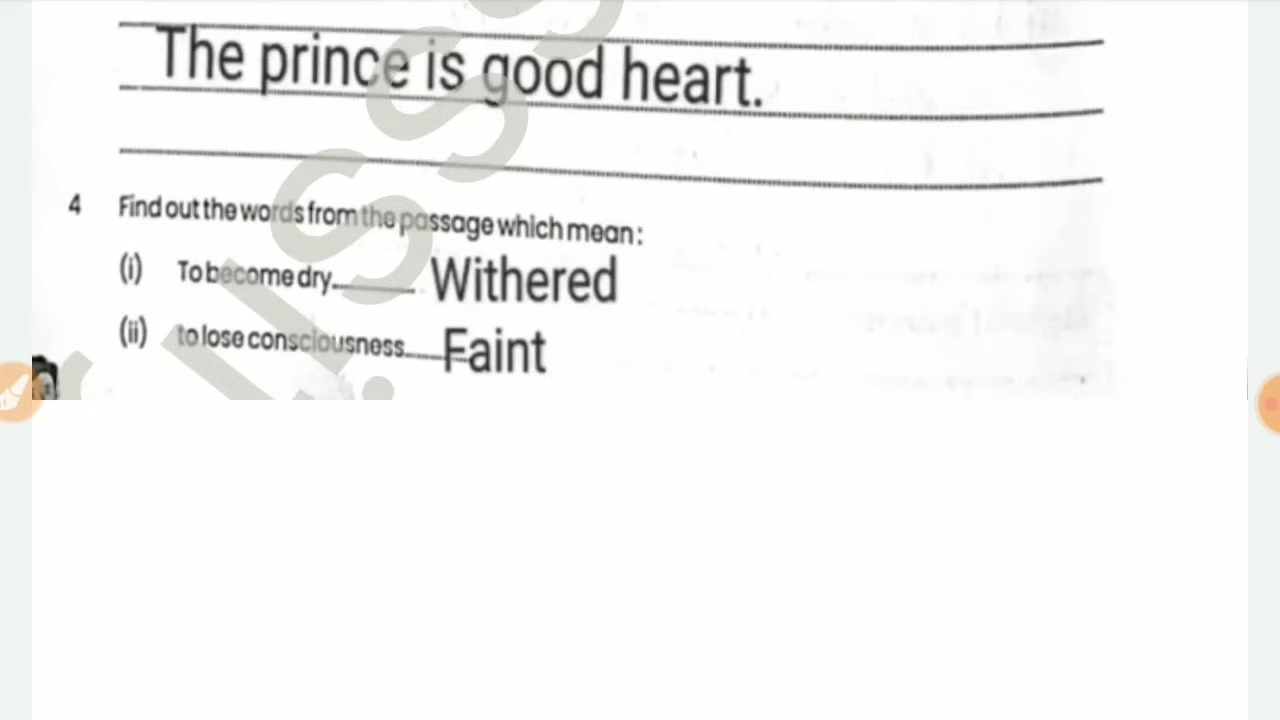 The prince is good heart.
4 Find out the words from the passage which mean:
(i) To become dry........... Withered
(ii) to lose consciousness.......Faint